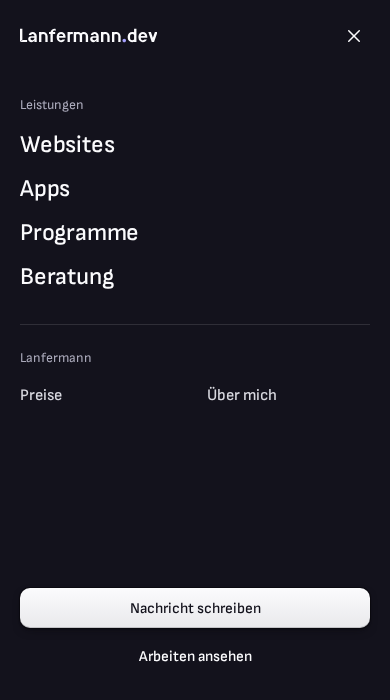 Lanfermann.dev
Leistungen
Websites
Apps
Programme
Beratung
Lanfermann
Preise
Über mich
Nachricht schreiben
Arbeiten ansehen